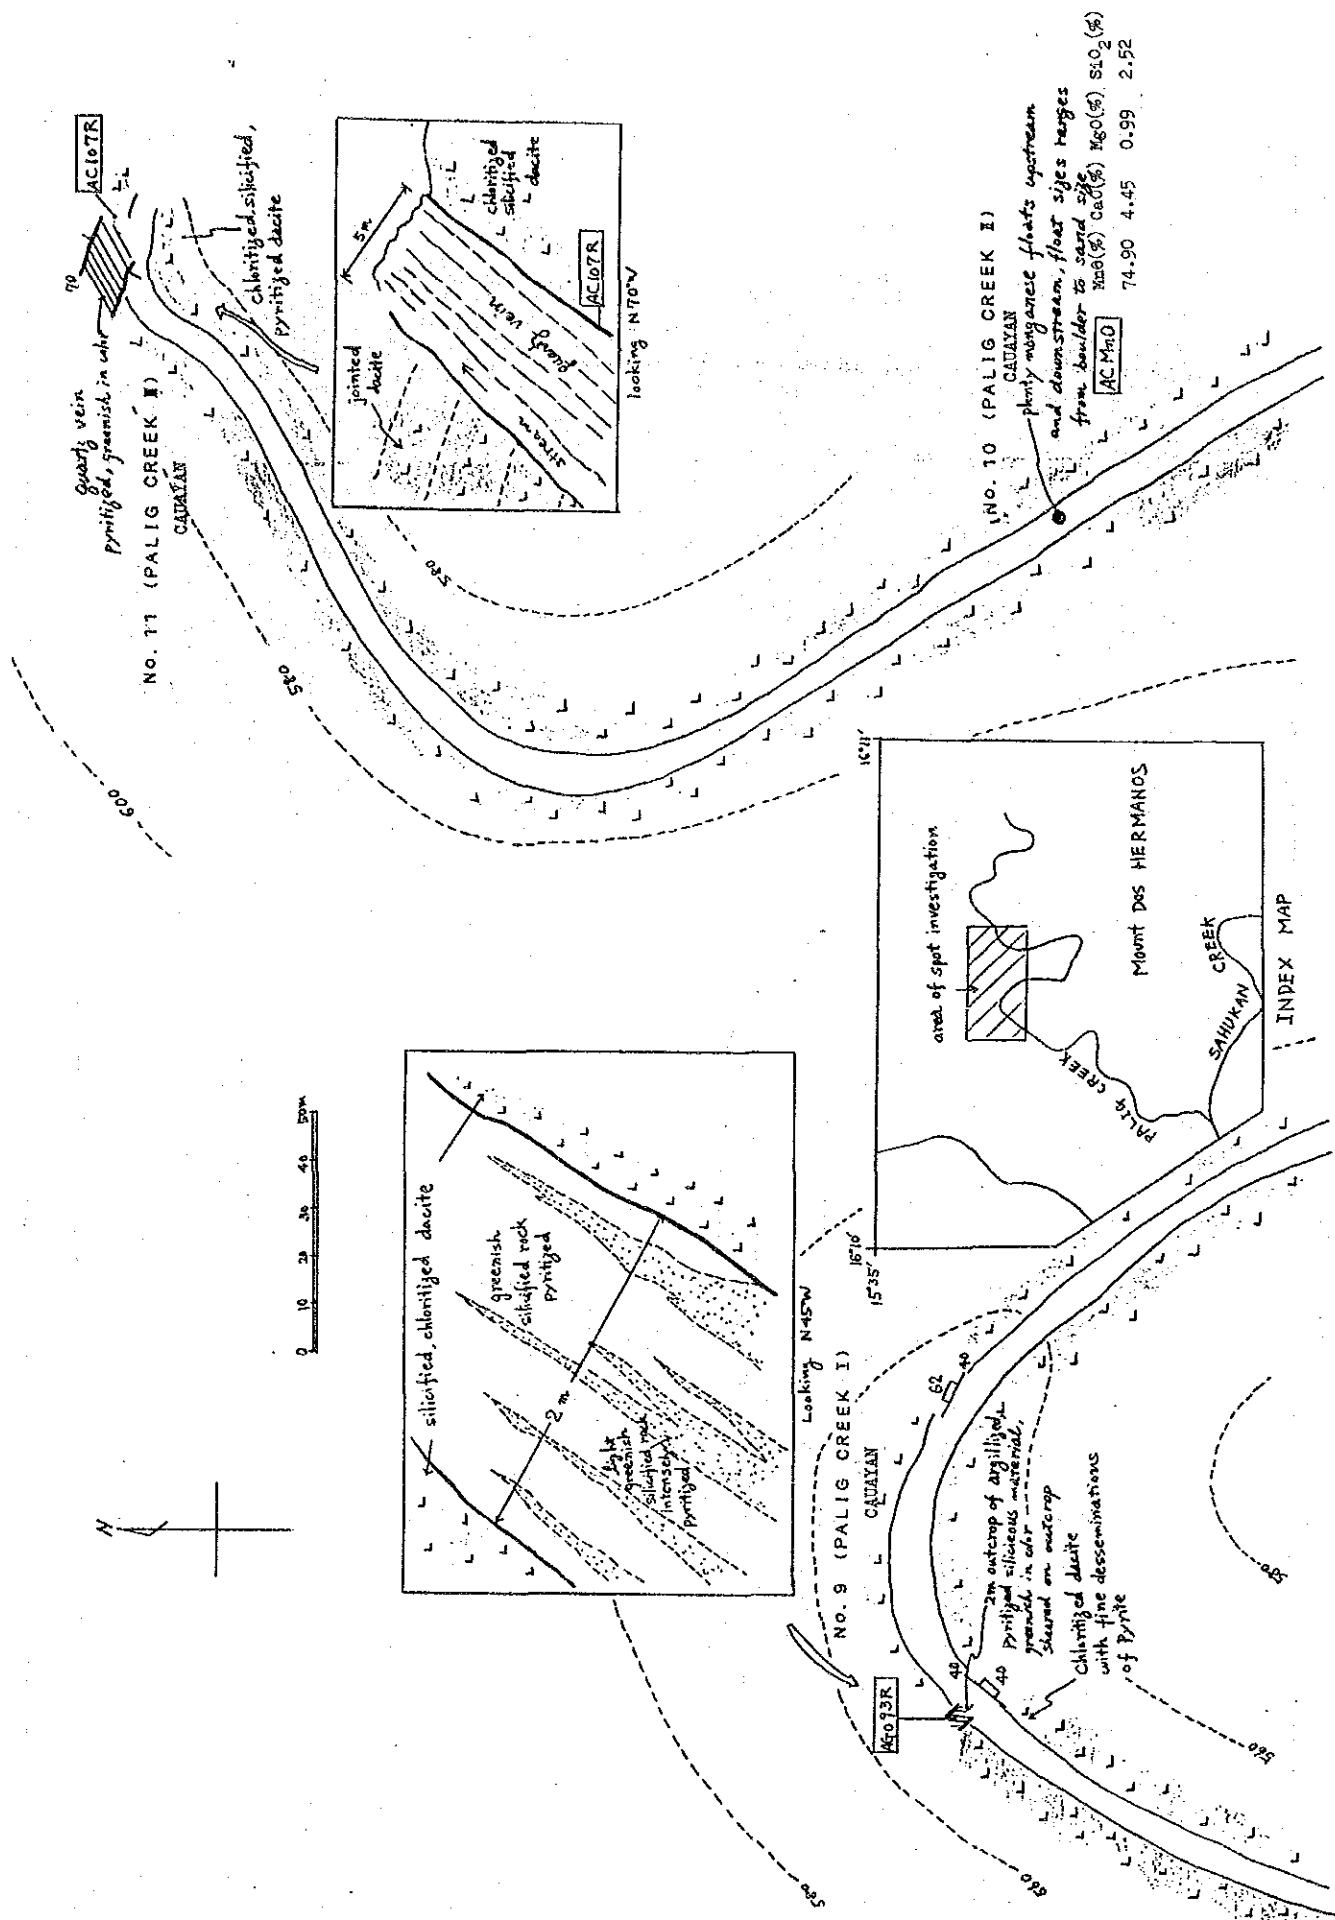 N
0 10 20 30 40 50m
silicified, chloritized dacite
greenish
silicified rock
pyritized
2 m
light
greenish
silicified rock
intensely
pyritized
Looking N45W
No. 9 (PALIG CREEK I)
CAUAYAN
AG093R
40
40
62
40
2m outcrop of argillized,
pyritized siliceous material,
greenish in color
sheared on outcrop
Chloritized dacite
with fine desseminations
of Pyrite
580
560
560
580
600
580
580
quartz vein
pyritized, greenish in color
70
AC107R
No. 11 (PALIG CREEK III)
CAUAYAN
chloritized, silicified,
pyritized dacite
jointed
dacite
5m
chloritized
silicified
dacite
quartz vein
stream
AC107R
looking N70°W
No. 10 (PALIG CREEK II)
CAUAYAN
plenty manganese floats upstream
and downstream, float sizes ranges
from boulder to sand size
AC MnO
MnO(%) CaO(%) MgO(%) SiO2(%)
74.90 4.45 0.99 2.52
16°10'
16°11'
15°35'
area of spot investigation
Mount DOS HERMANOS
PALIG CREEK
SAHUKAN CREEK
INDEX MAP